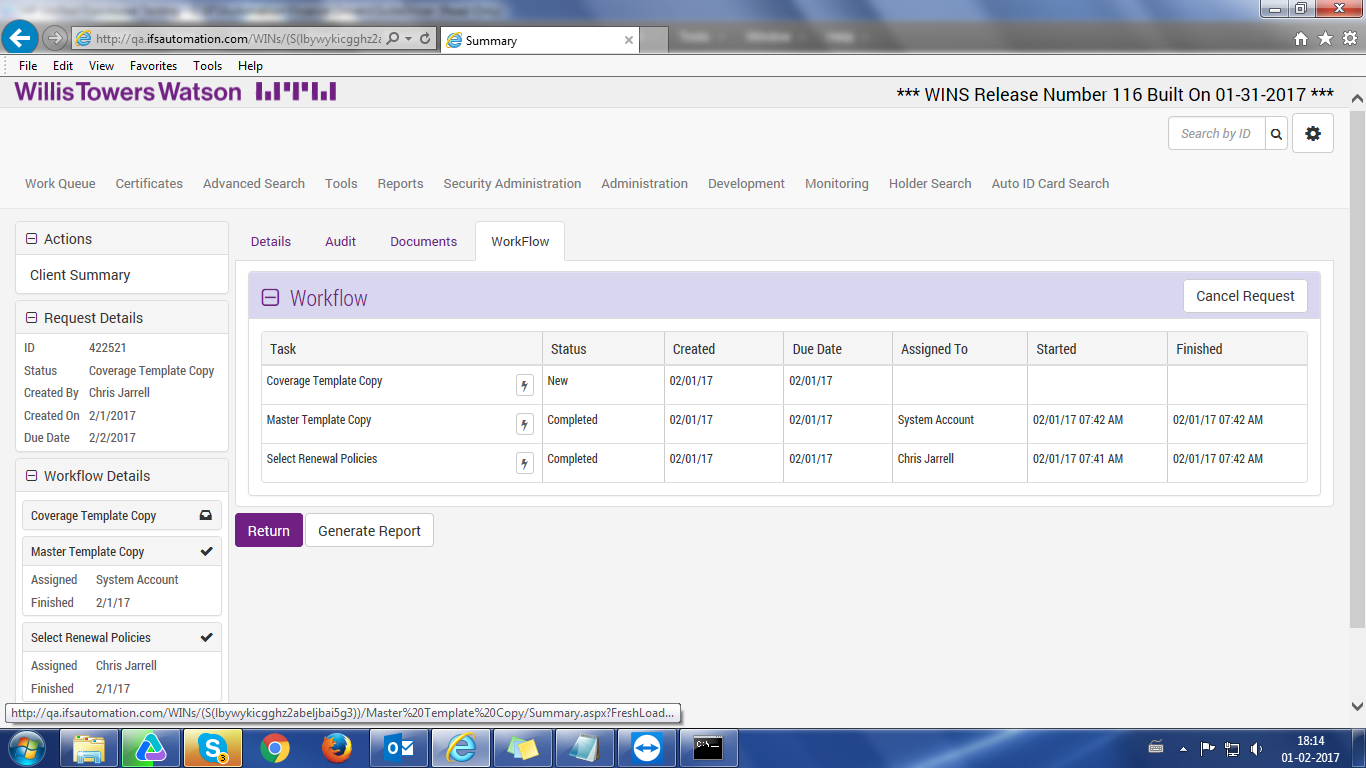 http://qa.ifsautomation.com/WINs/(S(lbywykicgghz2a
Summary
File Edit View Favorites Tools Help
Willis Towers Watson
*** WINS Release Number 116 Built On 01-31-2017 ***
Search by ID
Work Queue Certificates Advanced Search Tools Reports Security Administration Administration Development Monitoring Holder Search Auto ID Card Search
Actions
Client Summary
Request Details
ID 422521
Status Coverage Template Copy
Created By Chris Jarrell
Created On 2/1/2017
Due Date 2/2/2017
Workflow Details
Coverage Template Copy
Master Template Copy
Assigned System Account
Finished 2/1/17
Select Renewal Policies
Assigned Chris Jarrell
Finished 2/1/17
Details Audit Documents WorkFlow
Workflow
Cancel Request
Task Status Created Due Date Assigned To Started Finished
Coverage Template Copy New 02/01/17 02/01/17
Master Template Copy Completed 02/01/17 02/01/17 System Account 02/01/17 07:42 AM 02/01/17 07:42 AM
Select Renewal Policies Completed 02/01/17 02/01/17 Chris Jarrell 02/01/17 07:41 AM 02/01/17 07:42 AM
Return Generate Report
http://qa.ifsautomation.com/WINs/(S(lbywykicgghz2abeljbai5g3))/Master%20Template%20Copy/Summary.aspx?FreshLoad...
3
18:14
01-02-2017